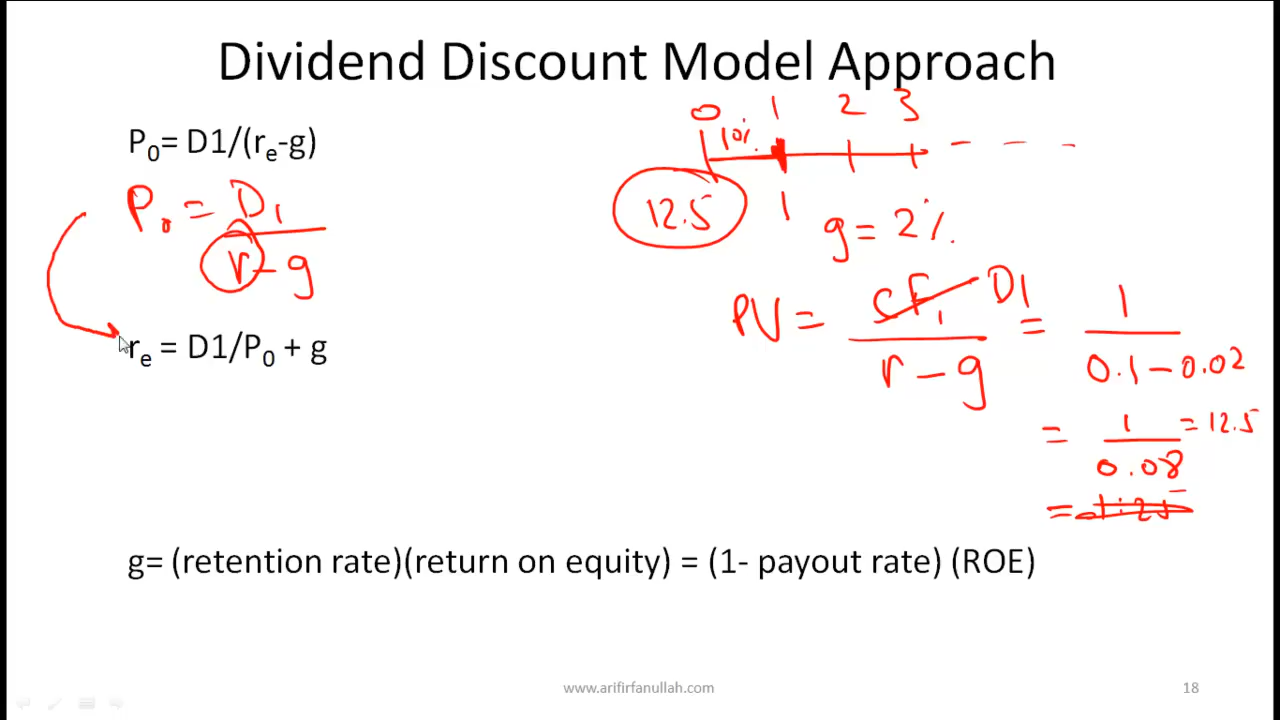 Dividend Discount Model Approach
P₀= D1/(rₑ-g)
P₀ = D₁ / r - g
rₑ = D1/P₀ + g
0 1 2 3
10%
12.5 1
g = 2%
PV = CF₁ D1 / r - g = 1 / 0.1 - 0.02
= 1 / 0.08 = 12.5
= 1.25
g= (retention rate)(return on equity) = (1- payout rate) (ROE)
www.arifirfanullah.com
18